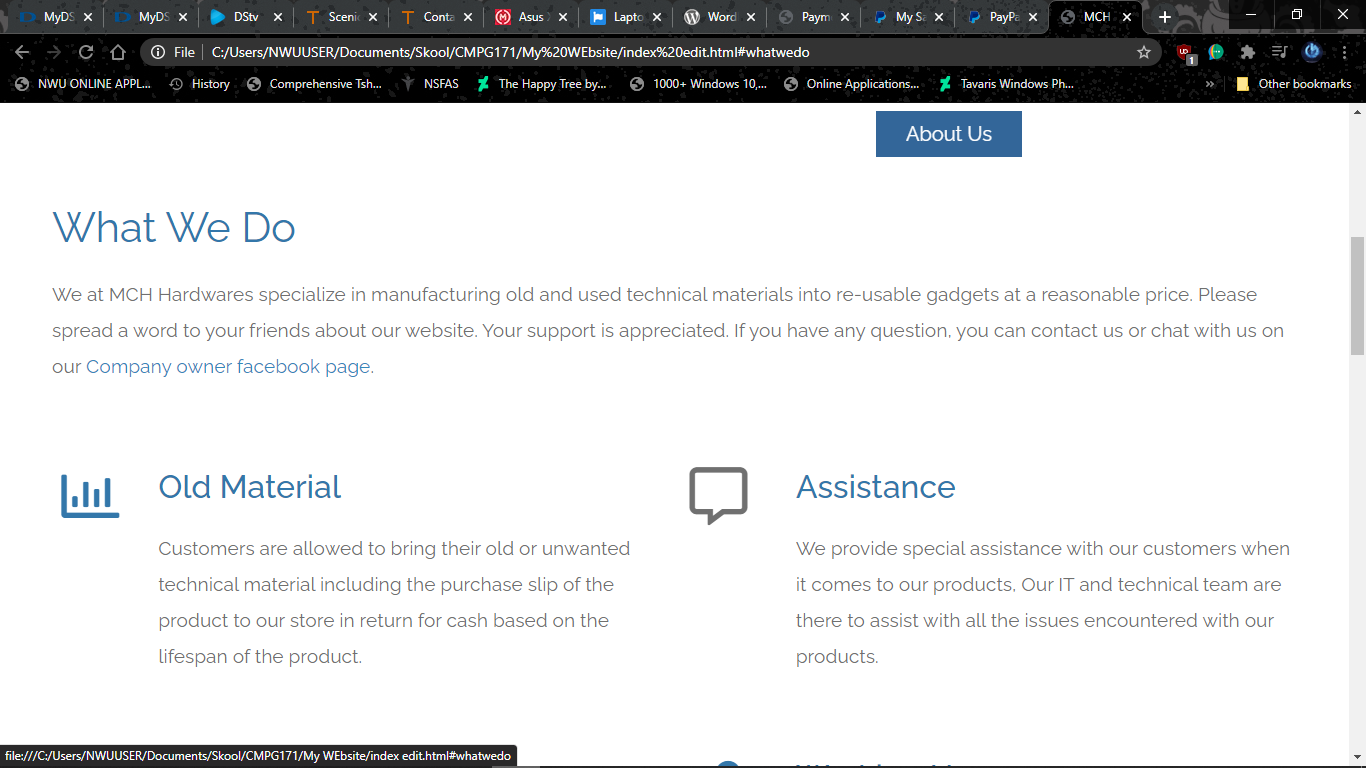 MyDS
MyDS
DStv
Scenic
Conta
Asus
Lapto
Word
Paym
My Sa
PayPa
MCH
File
C:/Users/NWUUSER/Documents/Skool/CMPG171/My%20WEbsite/index%20edit.html#whatwedo
UD
1
NWU ONLINE APPL...
History
Comprehensive Tsh...
NSFAS
The Happy Tree by...
1000+ Windows 10,...
Online Applications...
Tavaris Windows Ph...
»
Other bookmarks
About Us
What We Do
We at MCH Hardwares specialize in manufacturing old and used technical materials into re-usable gadgets at a reasonable price. Please
spread a word to your friends about our website. Your support is appreciated. If you have any question, you can contact us or chat with us on
our Company owner facebook page.
Old Material
Customers are allowed to bring their old or unwanted
technical material including the purchase slip of the
product to our store in return for cash based on the
lifespan of the product.
Assistance
We provide special assistance with our customers when
it comes to our products, Our IT and technical team are
there to assist with all the issues encountered with our
products.
file:///C:/Users/NWUUSER/Documents/Skool/CMPG171/My WEbsite/index edit.html#whatwedo